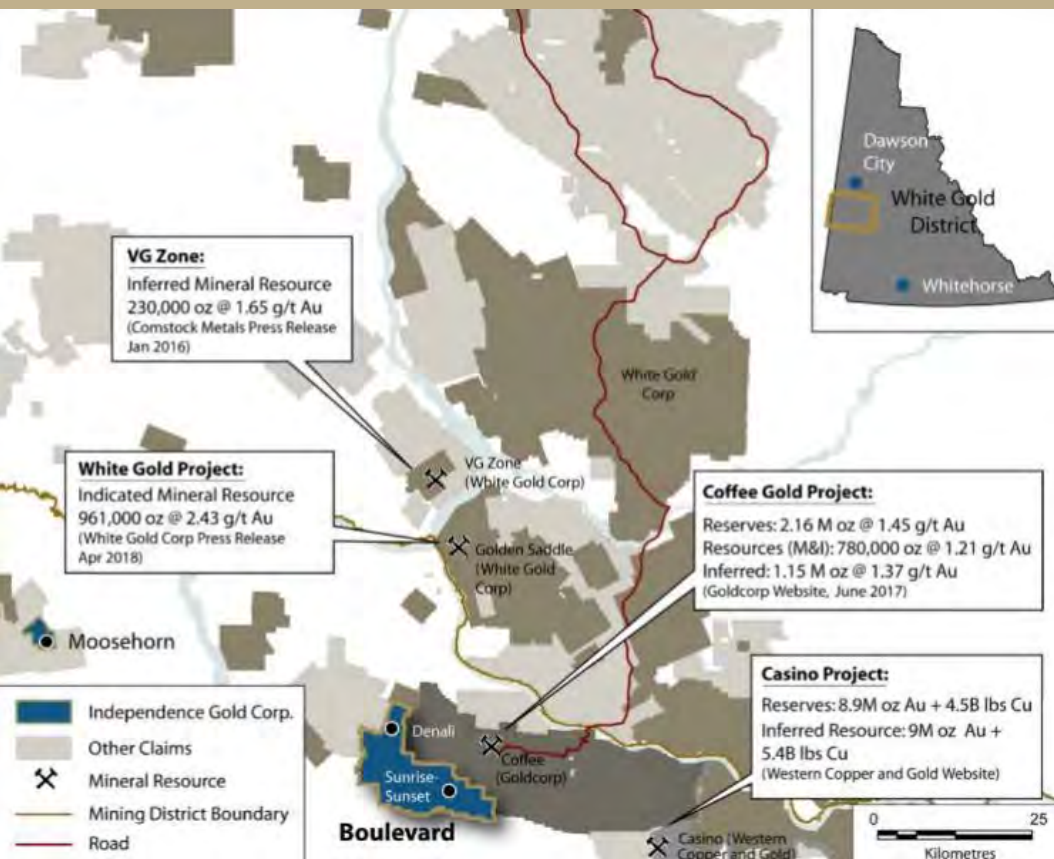 Dawson
City
White Gold
District
Whitehorse
VG Zone:
Inferred Mineral Resource
230,000 oz @ 1.65 g/t Au
(Comstock Metals Press Release
Jan 2016)
White Gold
Corp
VG Zone
(White Gold Corp)
White Gold Project:
Indicated Mineral Resource
961,000 oz @ 2.43 g/t Au
(White Gold Corp Press Release
Apr 2018)
Golden Saddle
(White Gold
Corp)
Coffee Gold Project:
Reserves: 2.16 M oz @ 1.45 g/t Au
Resources (M&I): 780,000 oz @ 1.21 g/t Au
Inferred: 1.15 M oz @ 1.37 g/t Au
(Goldcorp Website, June 2017)
Moosehorn
Casino Project:
Reserves: 8.9M oz Au + 4.5B lbs Cu
Inferred Resource: 9M oz Au +
5.4B lbs Cu
(Western Copper and Gold Website)
Independence Gold Corp.
Other Claims
Mineral Resource
Mining District Boundary
Road
Denali
Sunrise-
Sunset
Boulevard
Coffee
(Goldcorp)
Casino (Western
Copper and Gold)
0 25
Kilometres